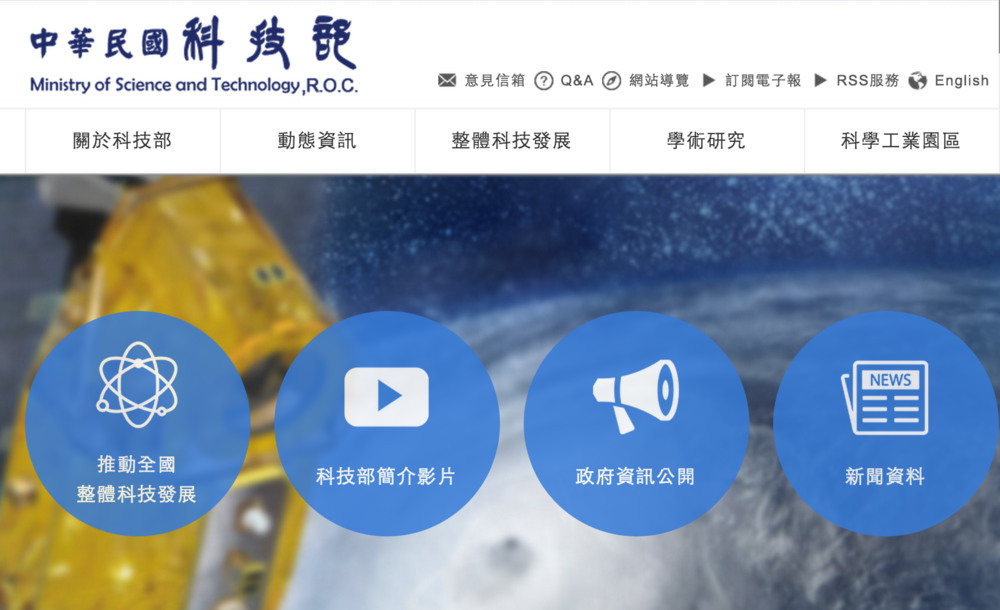 中華民國科技部
Ministry of Science and Technology,R.O.C.
意見信箱 Q&A 網站導覽 訂閱電子報 RSS服務 English
關於科技部 動態資訊 整體科技發展 學術研究 科學工業園區
NEWS
推動全國
整體科技發展
科技部簡介影片
政府資訊公開
新聞資料